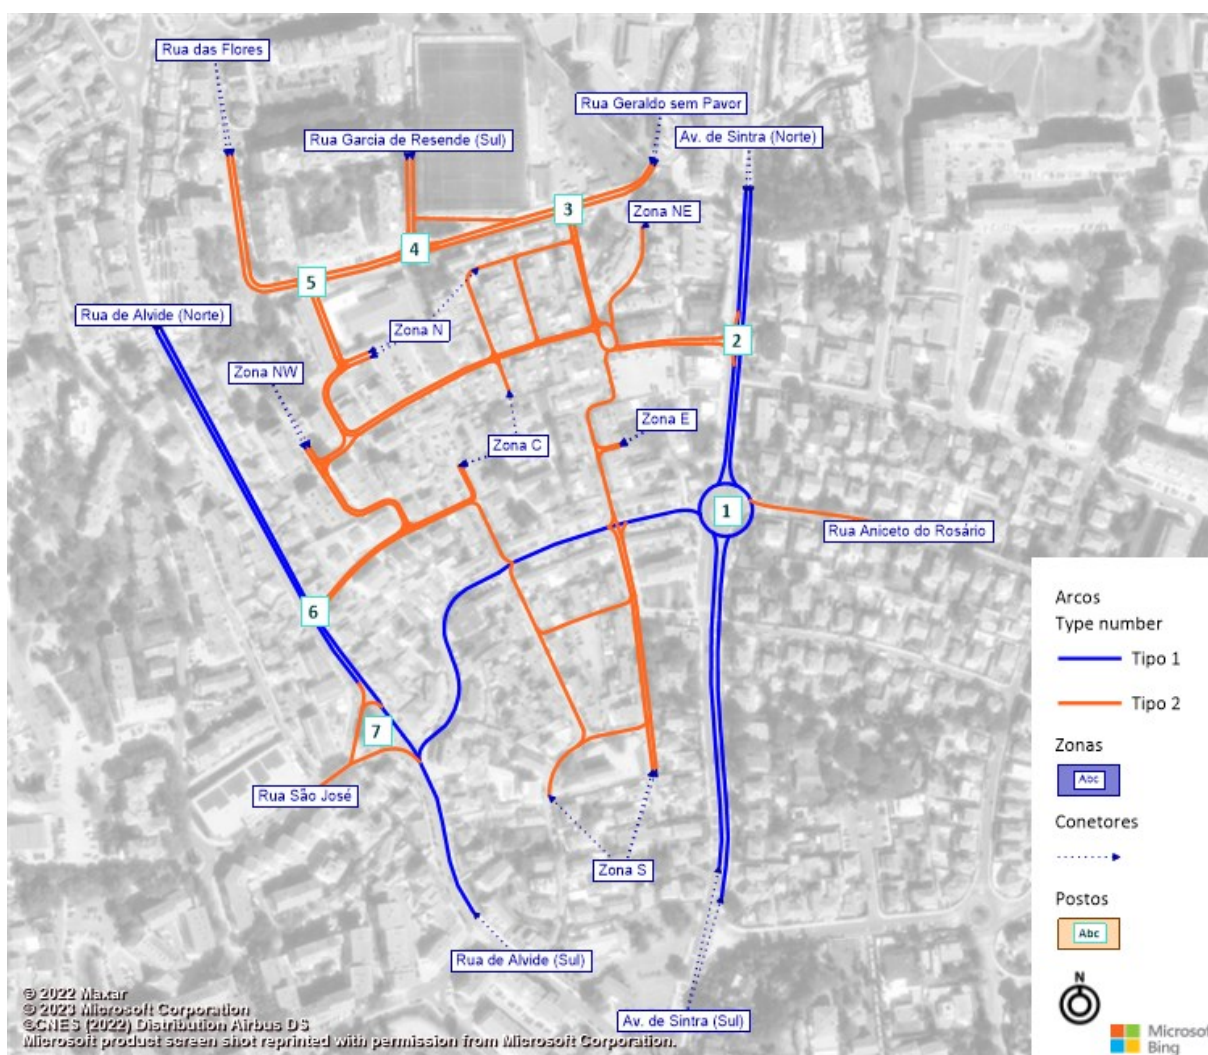 Rua das Flores
Rua Geraldo sem Pavor
Rua Garcia de Resende (Sul)
Av. de Sintra (Norte)
3
Zona NE
4
5
Rua de Alvide (Norte)
Zona N
2
Zona NW
Zona E
Zona C
1
Rua Aniceto do Rosário
6
7
Rua São José
Zona S
Rua de Alvide (Sul)
Av. de Sintra (Sul)
Arcos
Type number
Tipo 1
Tipo 2
Zonas
Abc
Conetores
Postos
Abc
N
Microsoft
Bing
© 2022 Maxar
© 2023 Microsoft Corporation
©CNES (2022) Distribution Airbus DS
Microsoft product screen shot reprinted with permission from Microsoft Corporation.